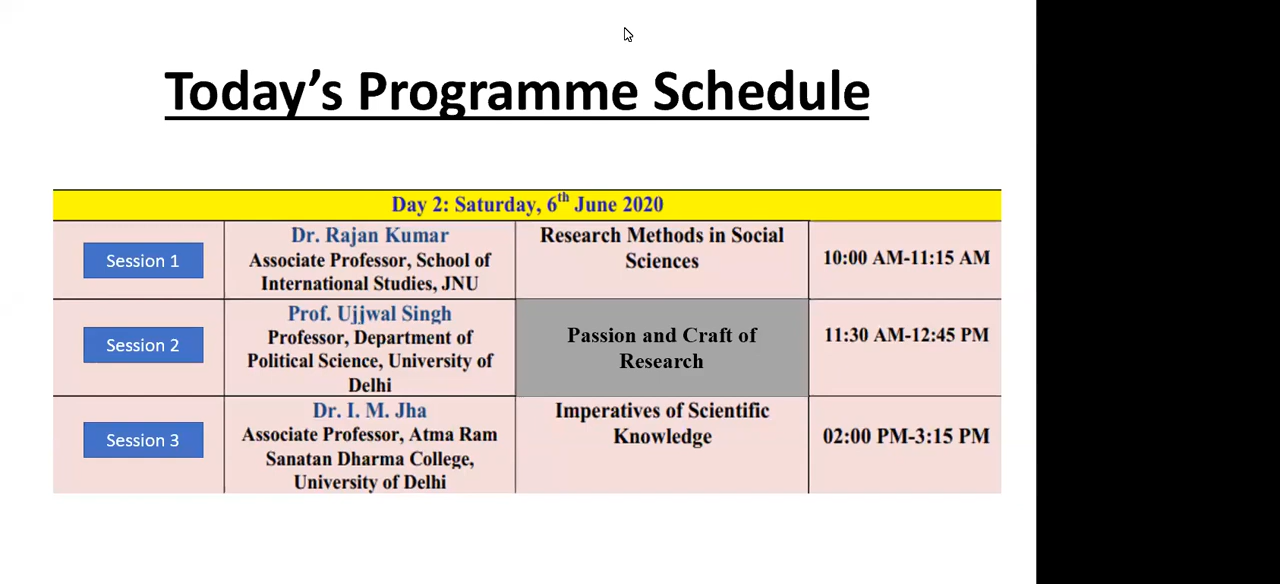 Today's Programme Schedule
Day 2: Saturday, 6th June 2020
Session 1
Dr. Rajan Kumar
Associate Professor, School of
International Studies, JNU
Research Methods in Social
Sciences
10:00 AM-11:15 AM
Session 2
Prof. Ujjwal Singh
Professor, Department of
Political Science, University of
Delhi
Passion and Craft of
Research
11:30 AM-12:45 PM
Session 3
Dr. I. M. Jha
Associate Professor, Atma Ram
Sanatan Dharma College,
University of Delhi
Imperatives of Scientific
Knowledge
02:00 PM-3:15 PM